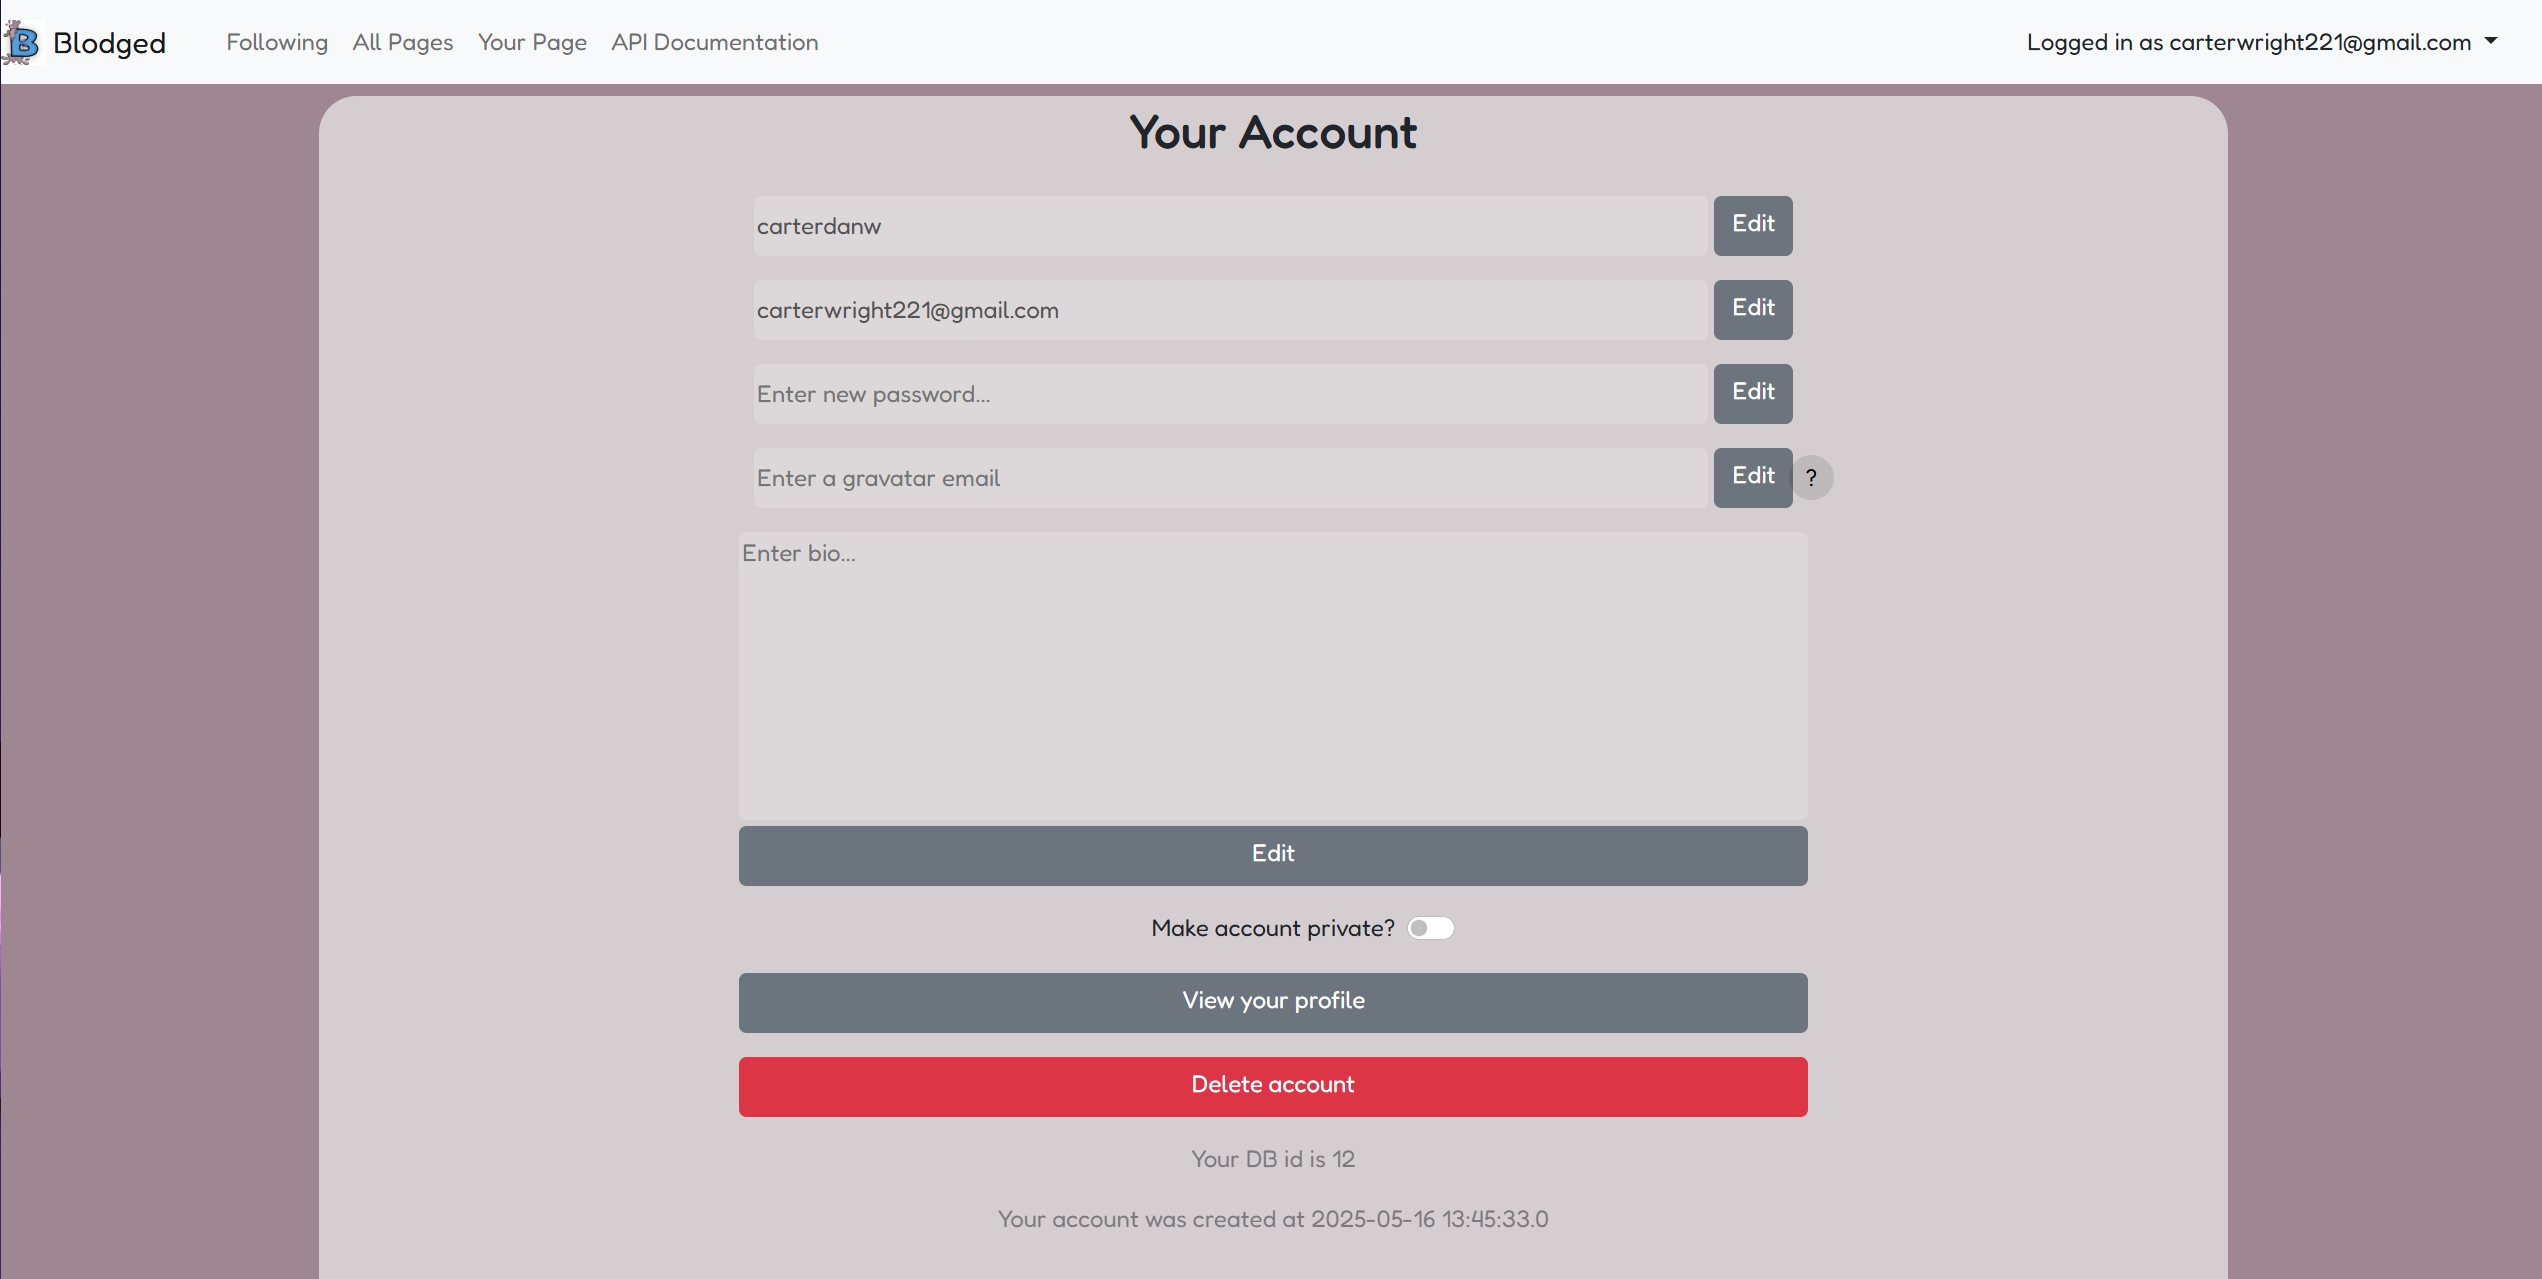 B Blodged Following All Pages Your Page API Documentation Logged in as carterwright221@gmail.com
Your Account
carterdanw Edit
carterwright221@gmail.com Edit
Enter new password... Edit
Enter a gravatar email Edit ?
Enter bio...
Edit
Make account private?
View your profile
Delete account
Your DB id is 12
Your account was created at 2025-05-16 13:45:33.0